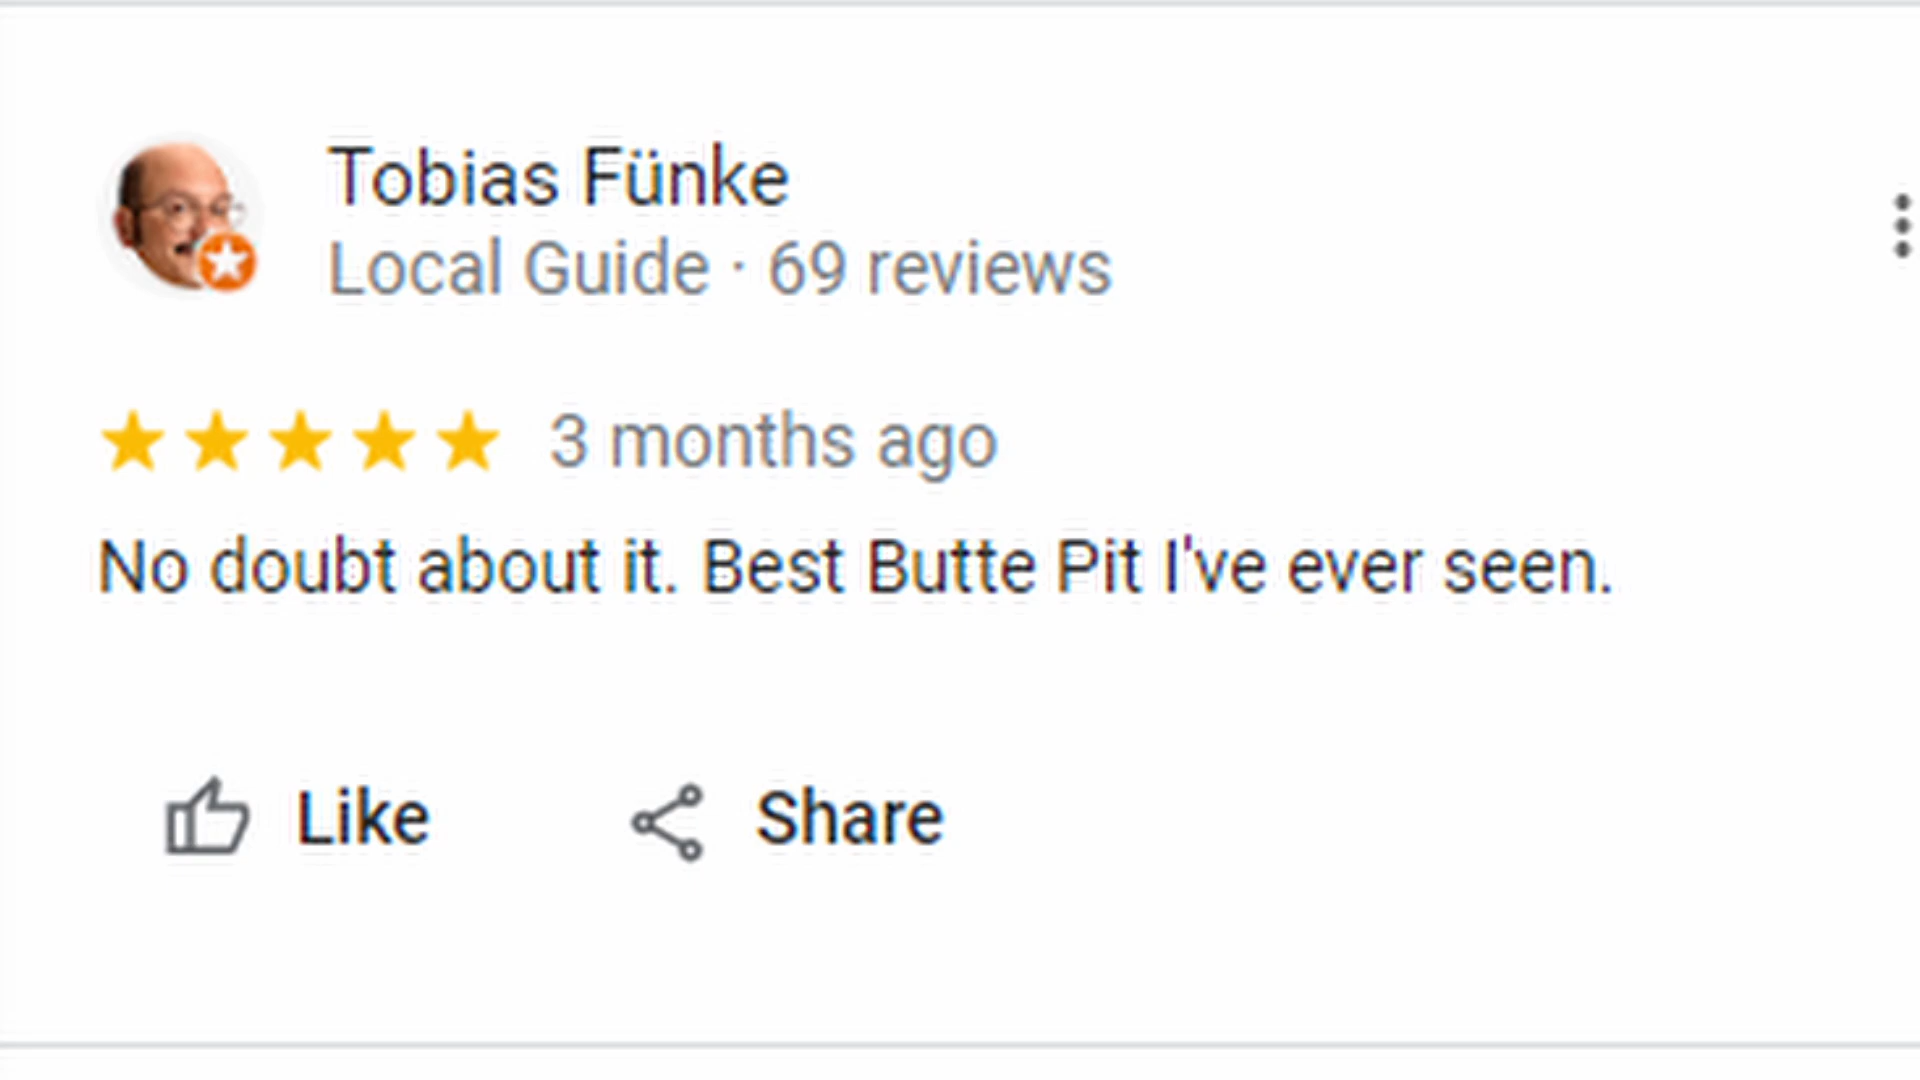 Tobias Fünke
Local Guide · 69 reviews
3 months ago
No doubt about it. Best Butte Pit I've ever seen.
Like
Share